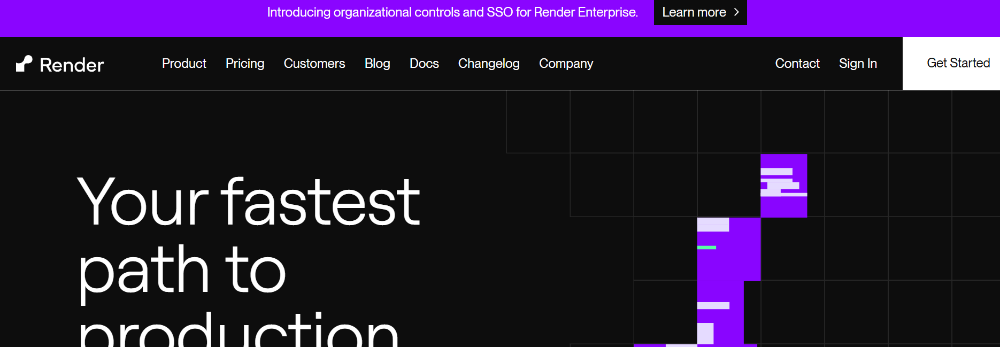 Introducing organizational controls and SSO for Render Enterprise. Learn more
Render Product Pricing Customers Blog Docs Changelog Company Contact Sign In Get Started
Your fastest
path to
production